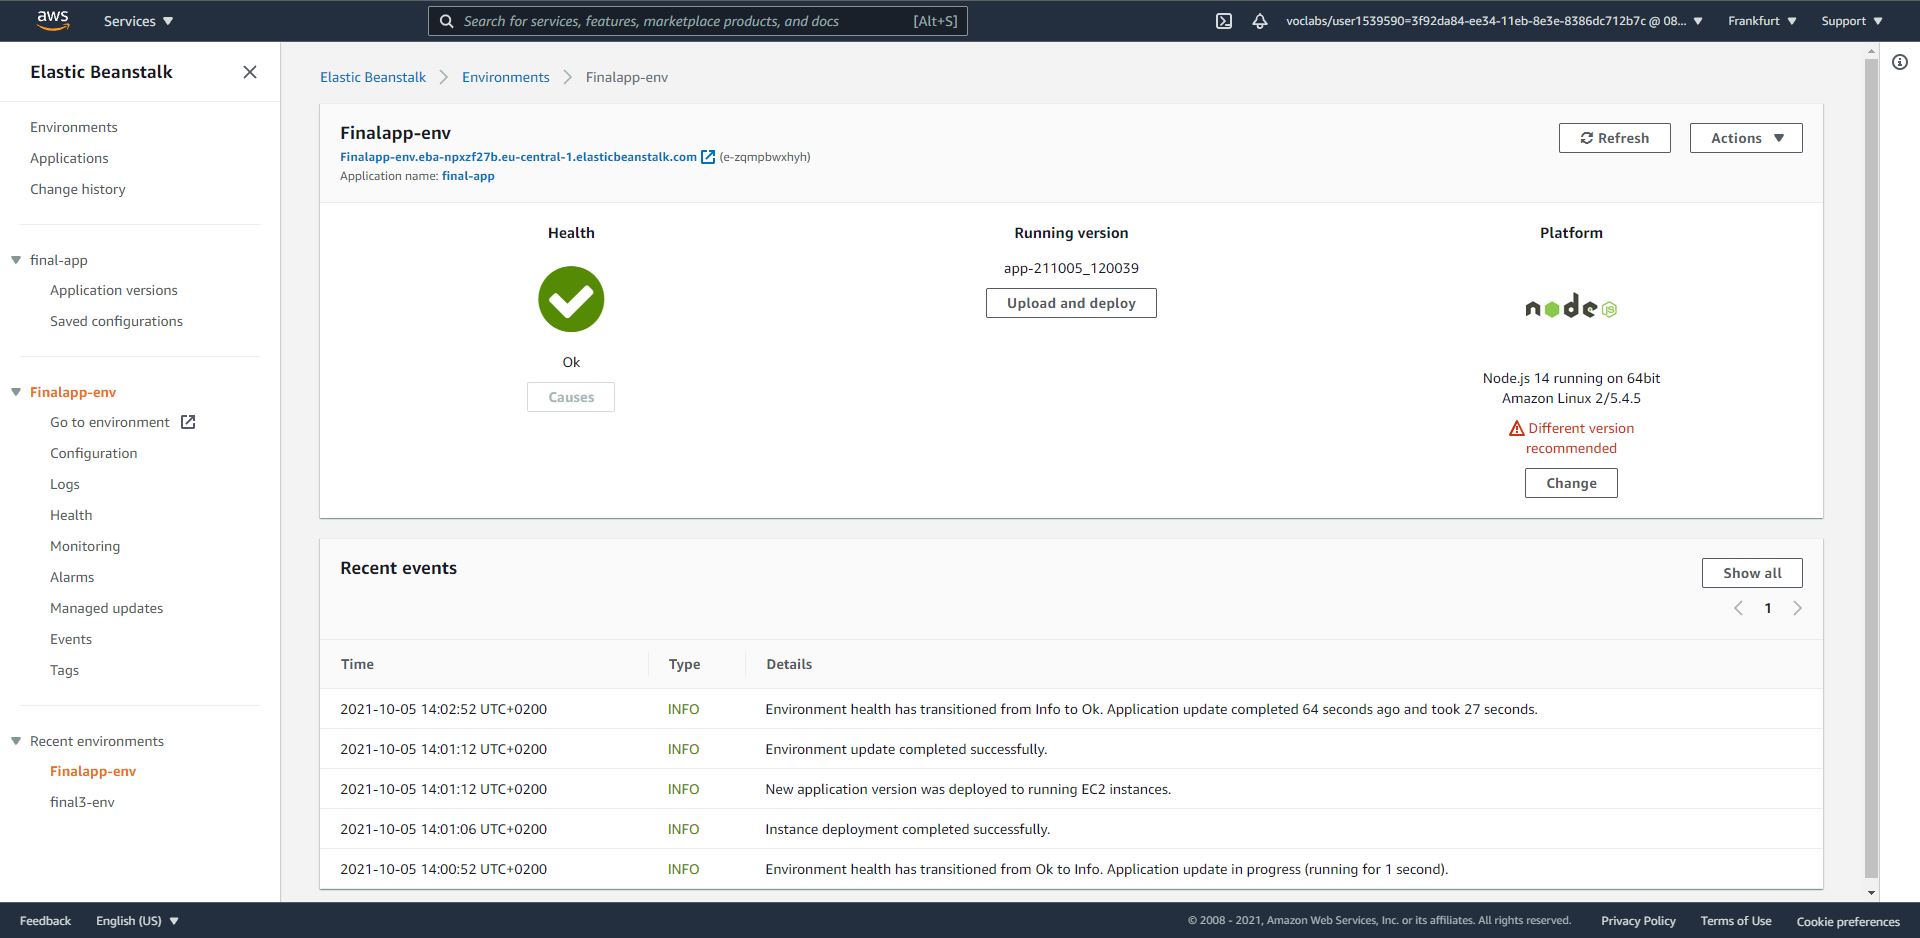 aws
Services
Search for services, features, marketplace products, and docs [Alt+S]
voclabs/user1539590=3f92da84-ee34-11eb-8e3e-8386dc712b7c @ 08...
Frankfurt
Support
Elastic Beanstalk
Environments
Applications
Change history
final-app
Application versions
Saved configurations
Finalapp-env
Go to environment
Configuration
Logs
Health
Monitoring
Alarms
Managed updates
Events
Tags
Recent environments
Finalapp-env
final3-env
Elastic Beanstalk
Environments
Finalapp-env
Finalapp-env
Finalapp-env.eba-npxzf27b.eu-central-1.elasticbeanstalk.com (e-zqmpbwxhyh)
Application name: final-app
Refresh
Actions
Health
Ok
Causes
Running version
app-211005_120039
Upload and deploy
Platform
node JS
Node.js 14 running on 64bit
Amazon Linux 2/5.4.5
Different version
recommended
Change
Recent events
Show all
1
Time Type Details
2021-10-05 14:02:52 UTC+0200 INFO Environment health has transitioned from Info to Ok. Application update completed 64 seconds ago and took 27 seconds.
2021-10-05 14:01:12 UTC+0200 INFO Environment update completed successfully.
2021-10-05 14:01:12 UTC+0200 INFO New application version was deployed to running EC2 instances.
2021-10-05 14:01:06 UTC+0200 INFO Instance deployment completed successfully.
2021-10-05 14:00:52 UTC+0200 INFO Environment health has transitioned from Ok to Info. Application update in progress (running for 1 second).
Feedback
English (US)
© 2008 - 2021, Amazon Web Services, Inc. or its affiliates. All rights reserved.
Privacy Policy
Terms of Use
Cookie preferences